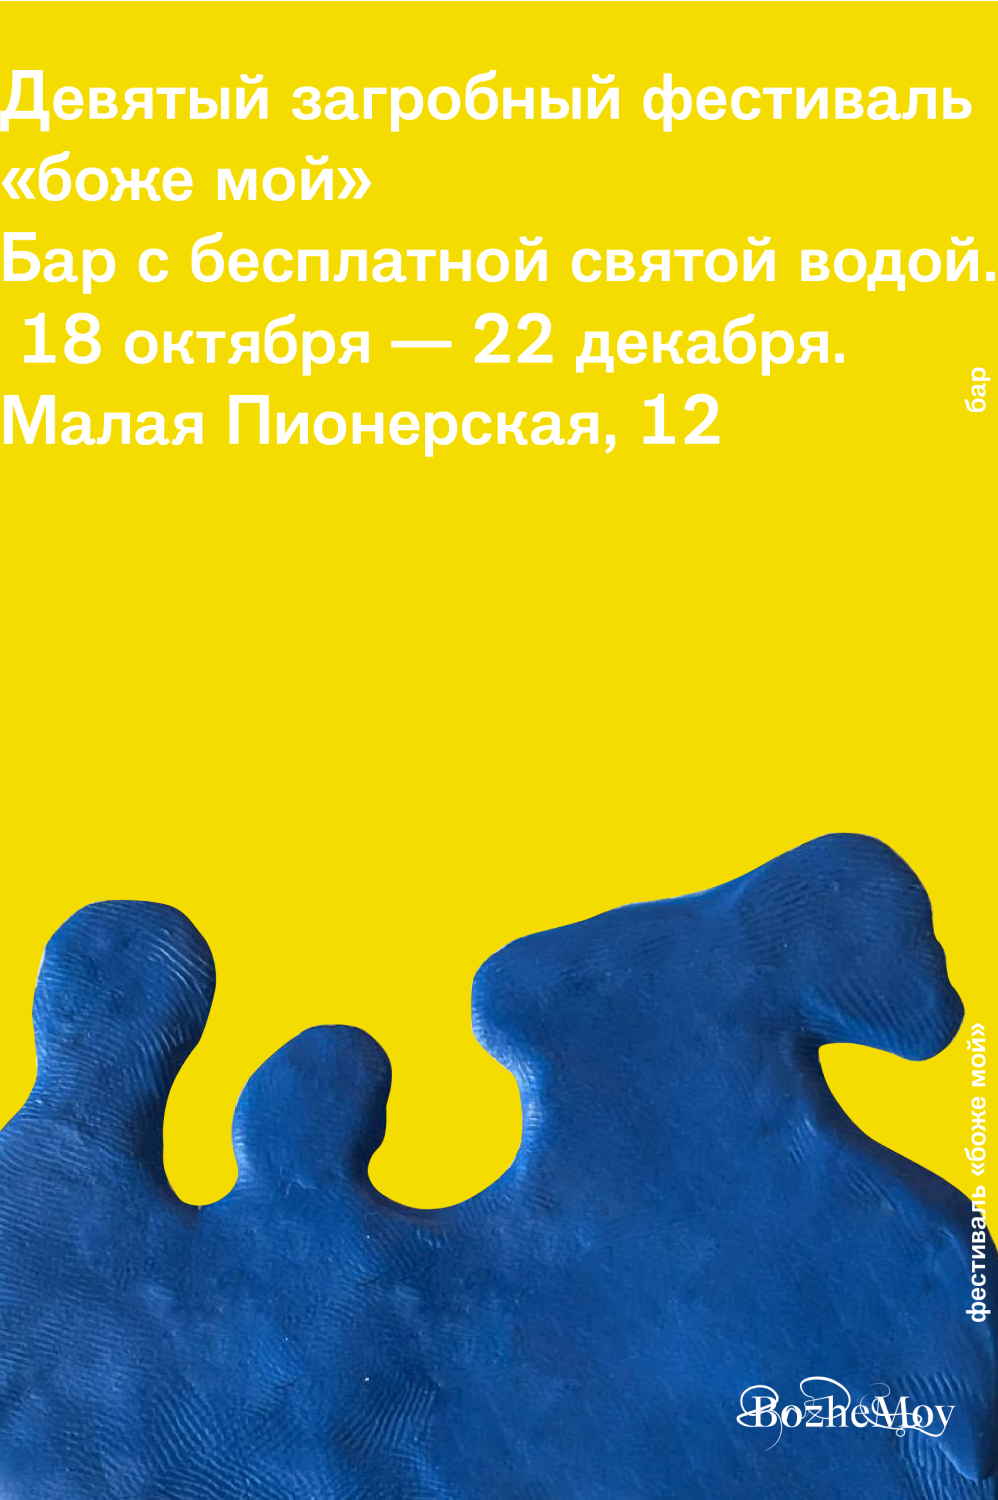 Девятый загробный фестиваль
«боже мой»
Бар с бесплатной святой водой.
18 октября — 22 декабря.
Малая Пионерская, 12
бар
фестиваль «боже мой»
BozheMoy